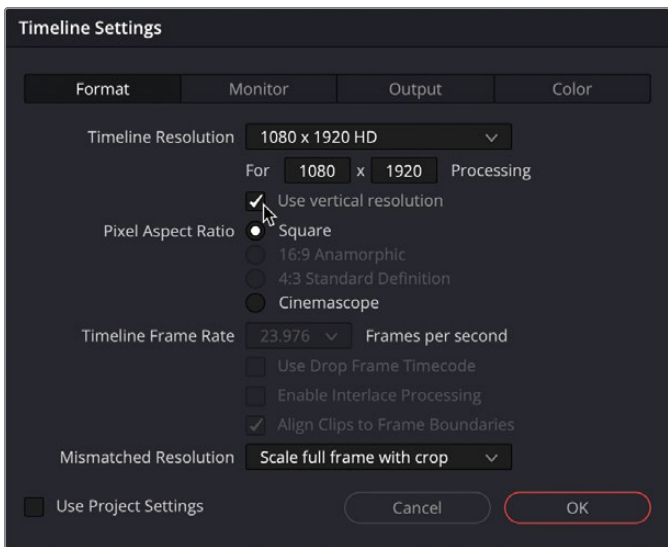 Timeline Settings
Format Monitor Output Color
Timeline Resolution 1080 x 1920 HD
For 1080 x 1920 Processing
Use vertical resolution
Pixel Aspect Ratio Square
16:9 Anamorphic
4:3 Standard Definition
Cinemascope
Timeline Frame Rate 23.976 Frames per second
Use Drop Frame Timecode
Enable Interlace Processing
Align Clips to Frame Boundaries
Mismatched Resolution Scale full frame with crop
Use Project Settings Cancel OK